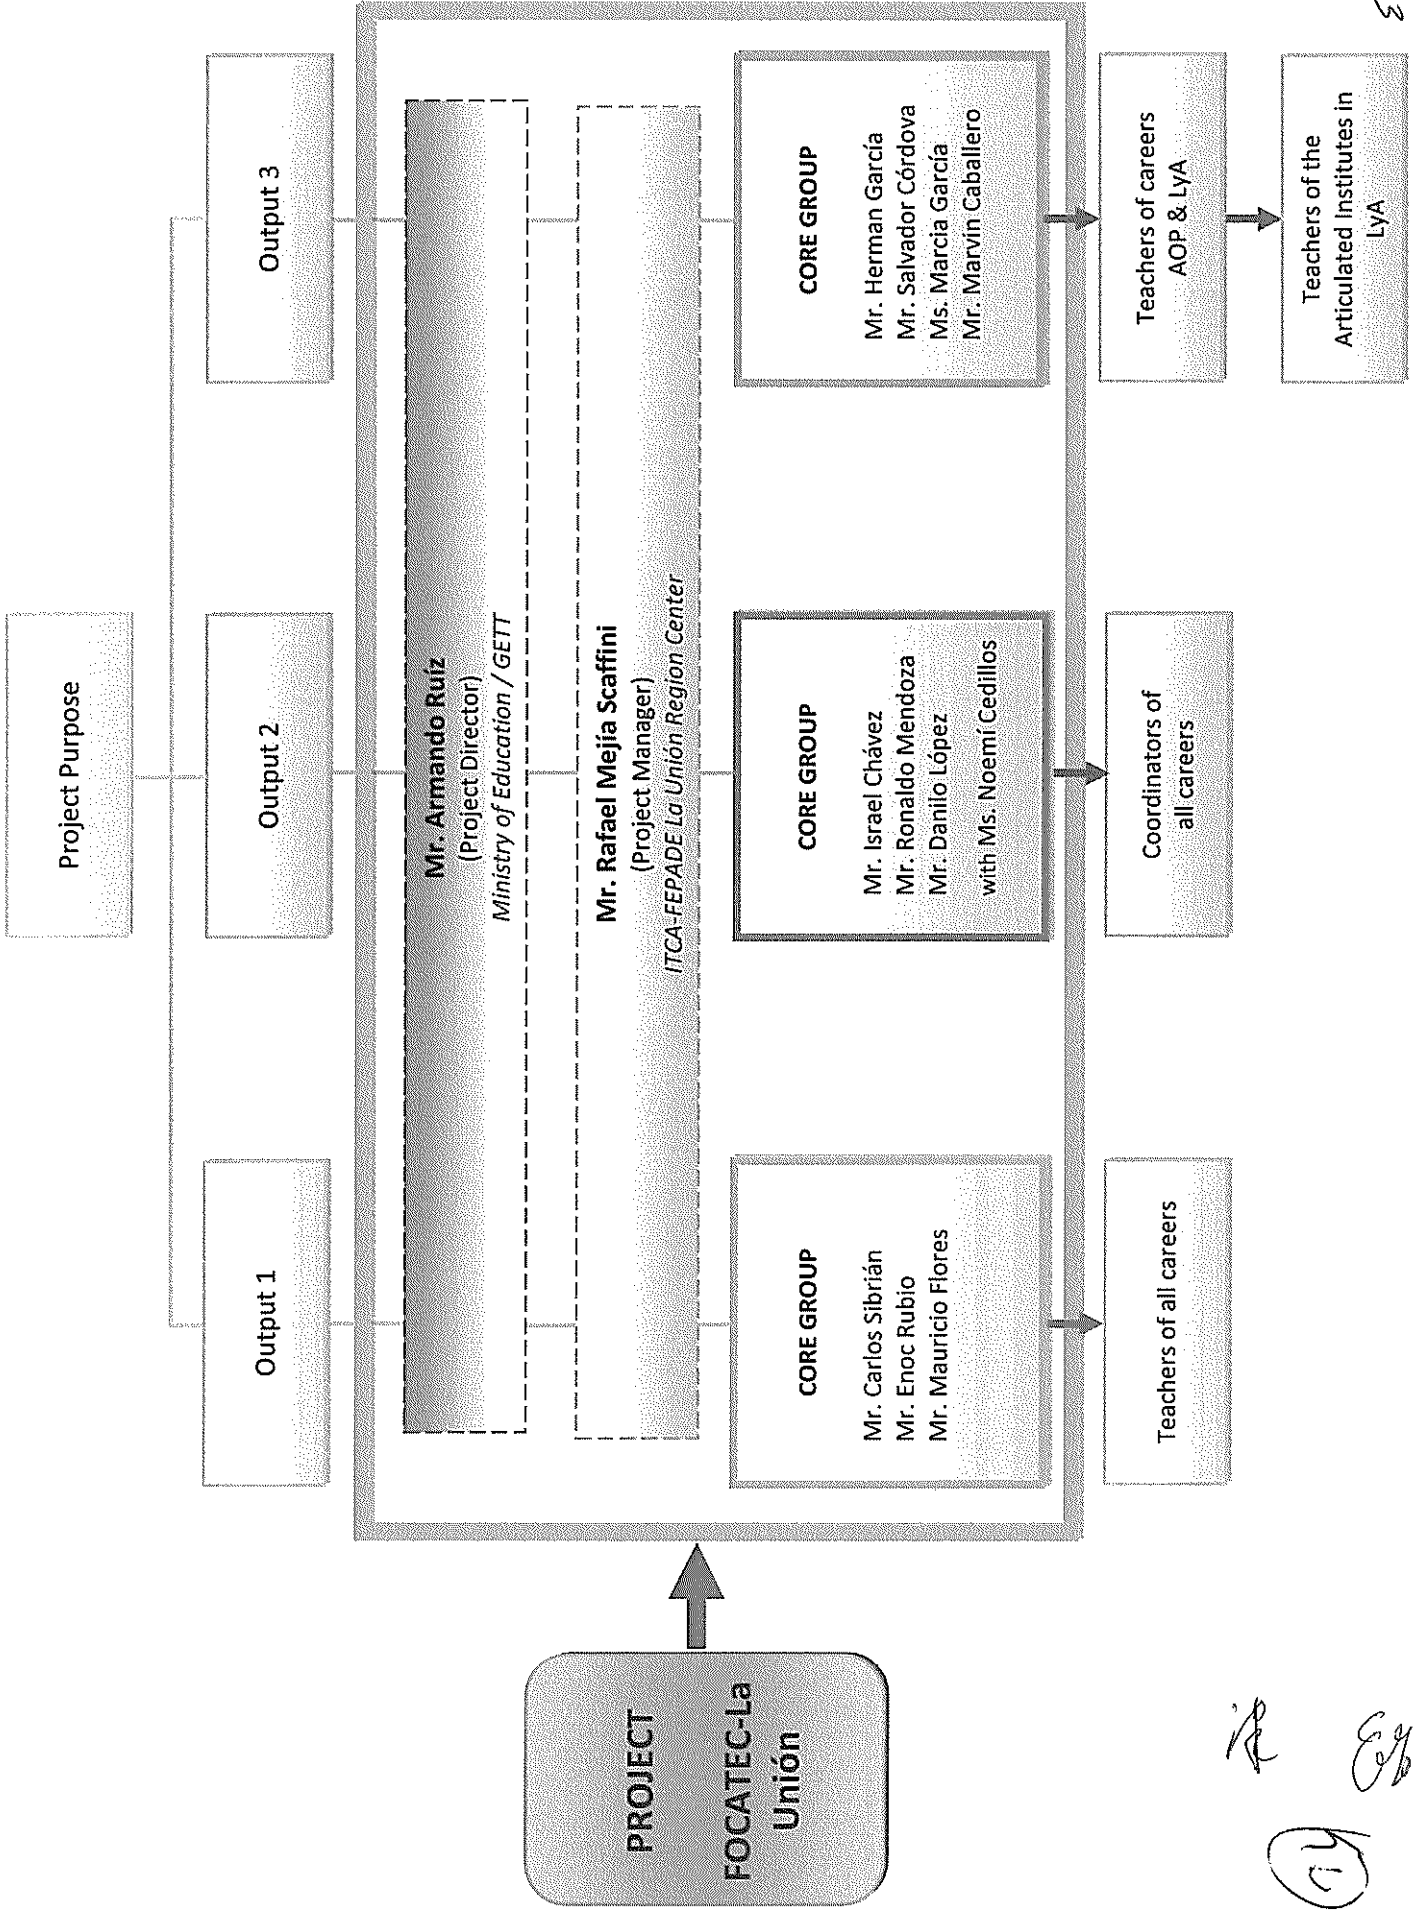 Project Purpose
Output 1
Output 2
Output 3
PROJECT
FOCATEC-La
Unión
Mr. Armando Ruíz
(Project Director)
Ministry of Education / GETT
Mr. Rafael Mejía Scaffini
(Project Manager)
ITCA-FEPADE La Unión Region Center
CORE GROUP
Mr. Carlos Sibrián
Mr. Enoc Rubio
Mr. Mauricio Flores
CORE GROUP
Mr. Israel Chávez
Mr. Ronaldo Mendoza
Mr. Danilo López
with Ms. Noemí Cedillos
CORE GROUP
Mr. Herman García
Mr. Salvador Córdova
Ms. Marcia García
Mr. Marvin Caballero
Teachers of all careers
Coordinators of
all careers
Teachers of careers
AOP & LyA
Teachers of the
Articulated Institutes in
LyA
3